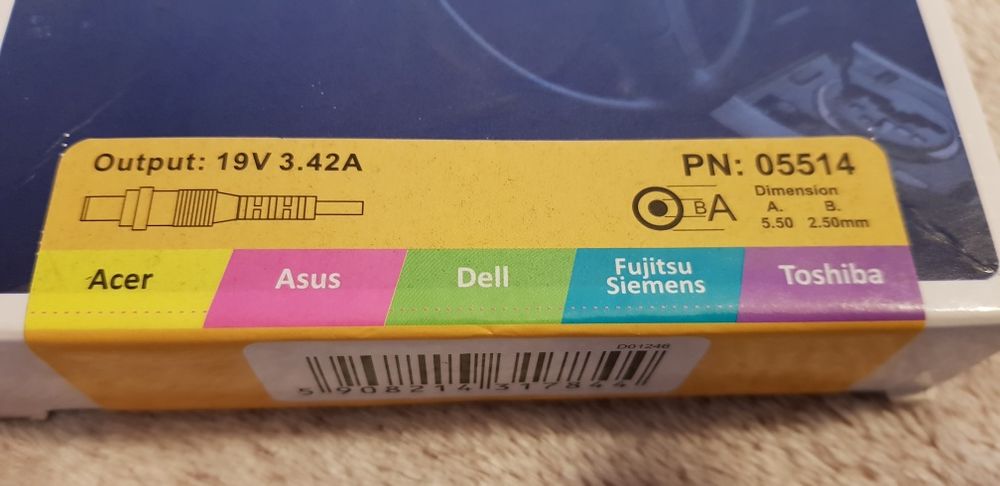 Output: 19V 3.42A
PN: 05514
B A
Dimension
A. B.
5.50 2.50mm
Acer
Asus
Dell
Fujitsu
Siemens
Toshiba
D01246
5 908214 317844